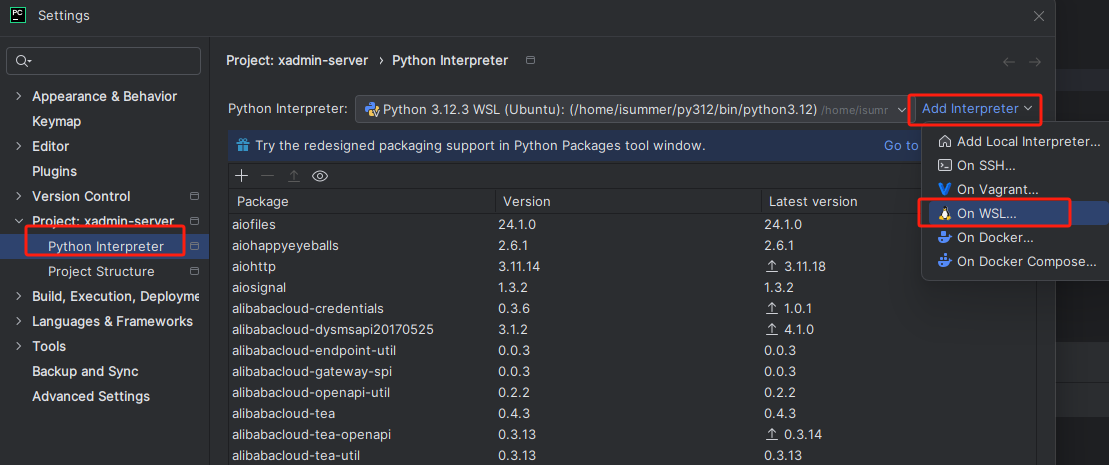 PC Settings
Project: xadmin-server › Python Interpreter
Appearance & Behavior
Keymap
Editor
Plugins
Version Control
Project: xadmin-server
Python Interpreter
Project Structure
Build, Execution, Deployme
Languages & Frameworks
Tools
Backup and Sync
Advanced Settings
Python Interpreter: Python 3.12.3 WSL (Ubuntu): (/home/isummer/py312/bin/python3.12) /home/isumr Add Interpreter
Try the redesigned packaging support in Python Packages tool window. Go to
Add Local Interpreter...
On SSH...
On Vagrant...
On WSL...
On Docker...
On Docker Compose...
Package Version Latest version
aiofiles 24.1.0 24.1.0
aiohappyeyeballs 2.6.1 2.6.1
aiohttp 3.11.14 3.11.18
aiosignal 1.3.2 1.3.2
alibabacloud-credentials 0.3.6 1.0.1
alibabacloud-dysmsapi20170525 3.1.2 4.1.0
alibabacloud-endpoint-util 0.0.3 0.0.3
alibabacloud-gateway-spi 0.0.3 0.0.3
alibabacloud-openapi-util 0.2.2 0.2.2
alibabacloud-tea 0.4.3 0.4.3
alibabacloud-tea-openapi 0.3.13 0.3.14
alibabacloud-tea-util 0.3.13 0.3.13